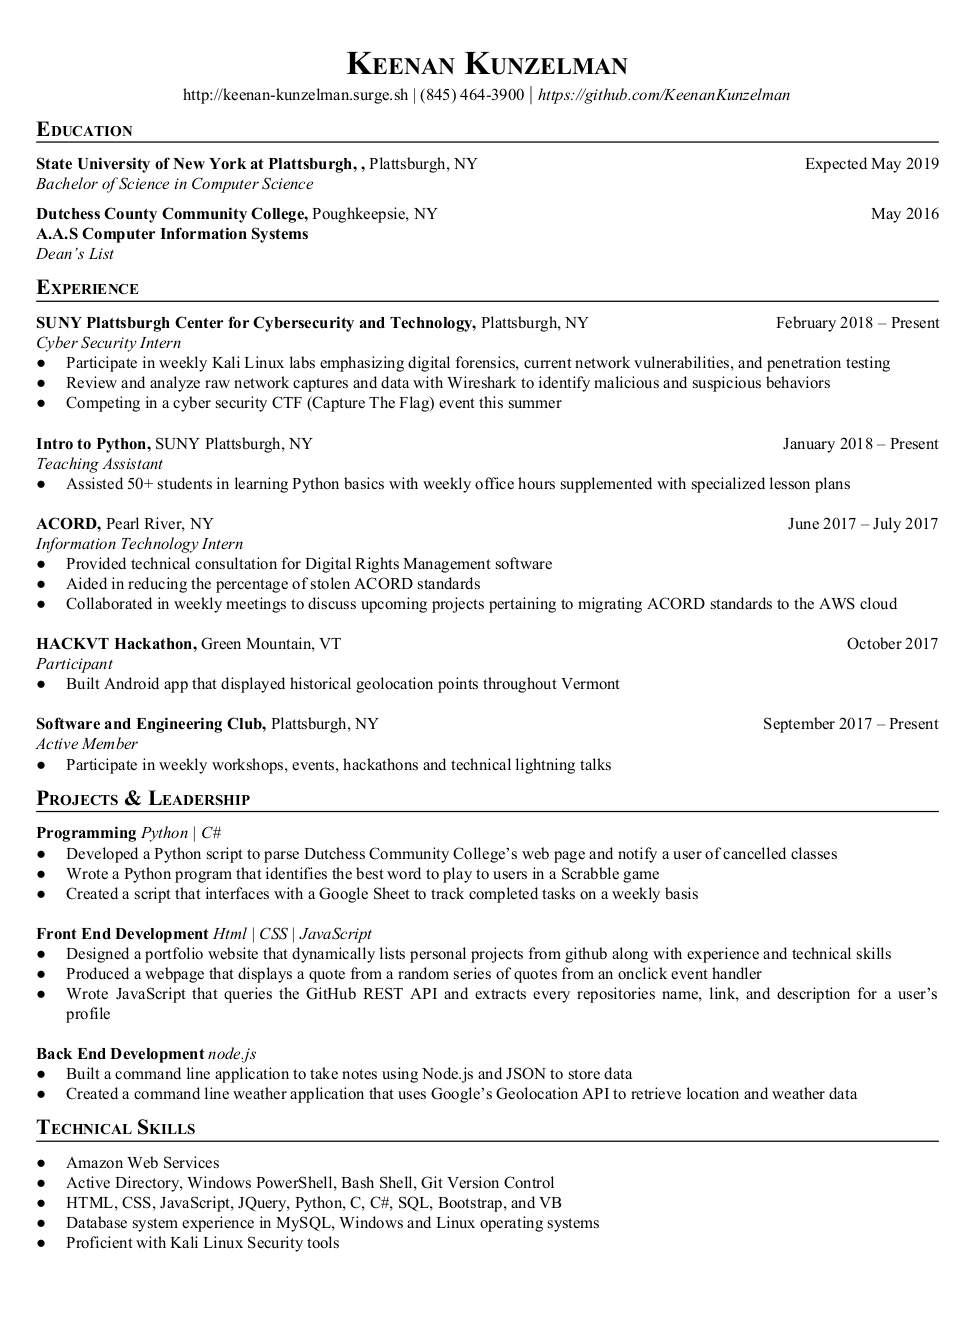 Keenan Kunzelman
http://keenan-kunzelman.surge.sh | (845) 464-3900 | https://github.com/KeenanKunzelman
Education
State University of New York at Plattsburgh, , Plattsburgh, NY Expected May 2019
Bachelor of Science in Computer Science
Dutchess County Community College, Poughkeepsie, NY May 2016
A.A.S Computer Information Systems
Dean's List
Experience
SUNY Plattsburgh Center for Cybersecurity and Technology, Plattsburgh, NY February 2018 – Present
Cyber Security Intern
● Participate in weekly Kali Linux labs emphasizing digital forensics, current network vulnerabilities, and penetration testing
● Review and analyze raw network captures and data with Wireshark to identify malicious and suspicious behaviors
● Competing in a cyber security CTF (Capture The Flag) event this summer
Intro to Python, SUNY Plattsburgh, NY January 2018 – Present
Teaching Assistant
● Assisted 50+ students in learning Python basics with weekly office hours supplemented with specialized lesson plans
ACORD, Pearl River, NY June 2017 – July 2017
Information Technology Intern
● Provided technical consultation for Digital Rights Management software
● Aided in reducing the percentage of stolen ACORD standards
● Collaborated in weekly meetings to discuss upcoming projects pertaining to migrating ACORD standards to the AWS cloud
HACKVT Hackathon, Green Mountain, VT October 2017
Participant
● Built Android app that displayed historical geolocation points throughout Vermont
Software and Engineering Club, Plattsburgh, NY September 2017 – Present
Active Member
● Participate in weekly workshops, events, hackathons and technical lightning talks
Projects & Leadership
Programming Python | C#
● Developed a Python script to parse Dutchess Community College's web page and notify a user of cancelled classes
● Wrote a Python program that identifies the best word to play to users in a Scrabble game
● Created a script that interfaces with a Google Sheet to track completed tasks on a weekly basis
Front End Development Html | CSS | JavaScript
● Designed a portfolio website that dynamically lists personal projects from github along with experience and technical skills
● Produced a webpage that displays a quote from a random series of quotes from an onclick event handler
● Wrote JavaScript that queries the GitHub REST API and extracts every repositories name, link, and description for a user's
profile
Back End Development node.js
● Built a command line application to take notes using Node.js and JSON to store data
● Created a command line weather application that uses Google's Geolocation API to retrieve location and weather data
Technical Skills
● Amazon Web Services
● Active Directory, Windows PowerShell, Bash Shell, Git Version Control
● HTML, CSS, JavaScript, JQuery, Python, C, C#, SQL, Bootstrap, and VB
● Database system experience in MySQL, Windows and Linux operating systems
● Proficient with Kali Linux Security tools